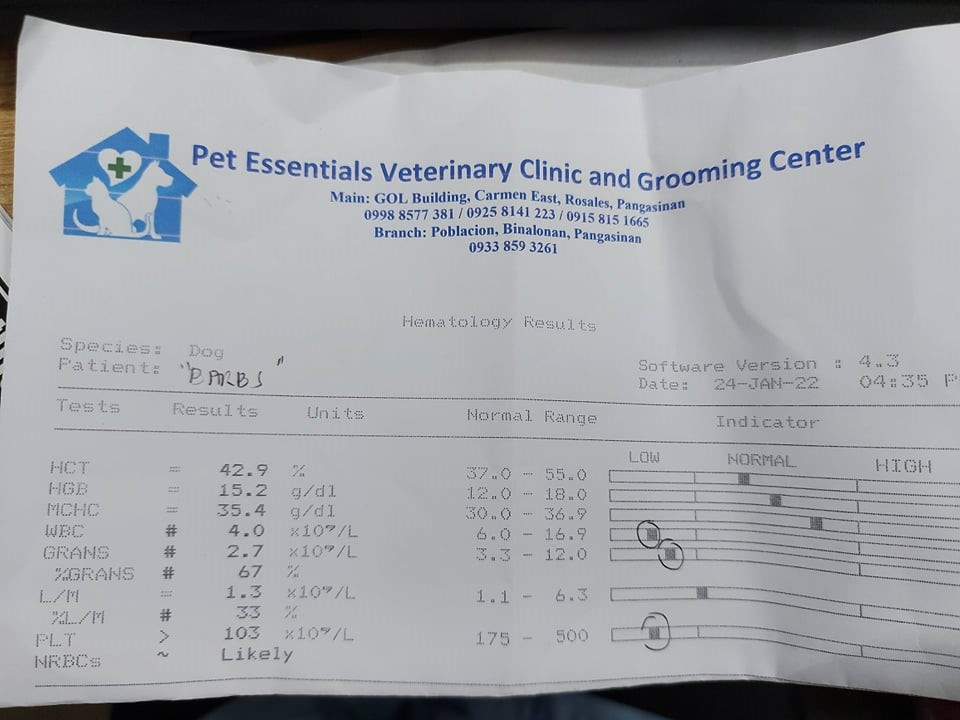 Pet Essentials Veterinary Clinic and Grooming Center
Main: GOL Building, Carmen East, Rosales, Pangasinan
0998 8577 381 / 0925 8141 223 / 0915 815 1665
Branch: Poblacion, Binalonan, Pangasinan
0933 859 3261
Hematology Results
Species: Dog
Patient: "BARBS"
Software Version : 4.3
Date: 24-JAN-22 04:35 P
Tests Results Units Normal Range Indicator
LOW NORMAL HIGH
HCT = 42.9 % 37.0 - 55.0
HGB = 15.2 g/dl 12.0 - 18.0
MCHC = 35.4 g/dl 30.0 - 36.9
WBC # 4.0 x10⁹/L 6.0 - 16.9
GRANS # 2.7 x10⁹/L 3.3 - 12.0
%GRANS # 67 %
L/M = 1.3 x10⁹/L 1.1 - 6.3
%L/M # 33 %
PLT > 103 x10⁹/L 175 - 500
NRBCs ~ Likely